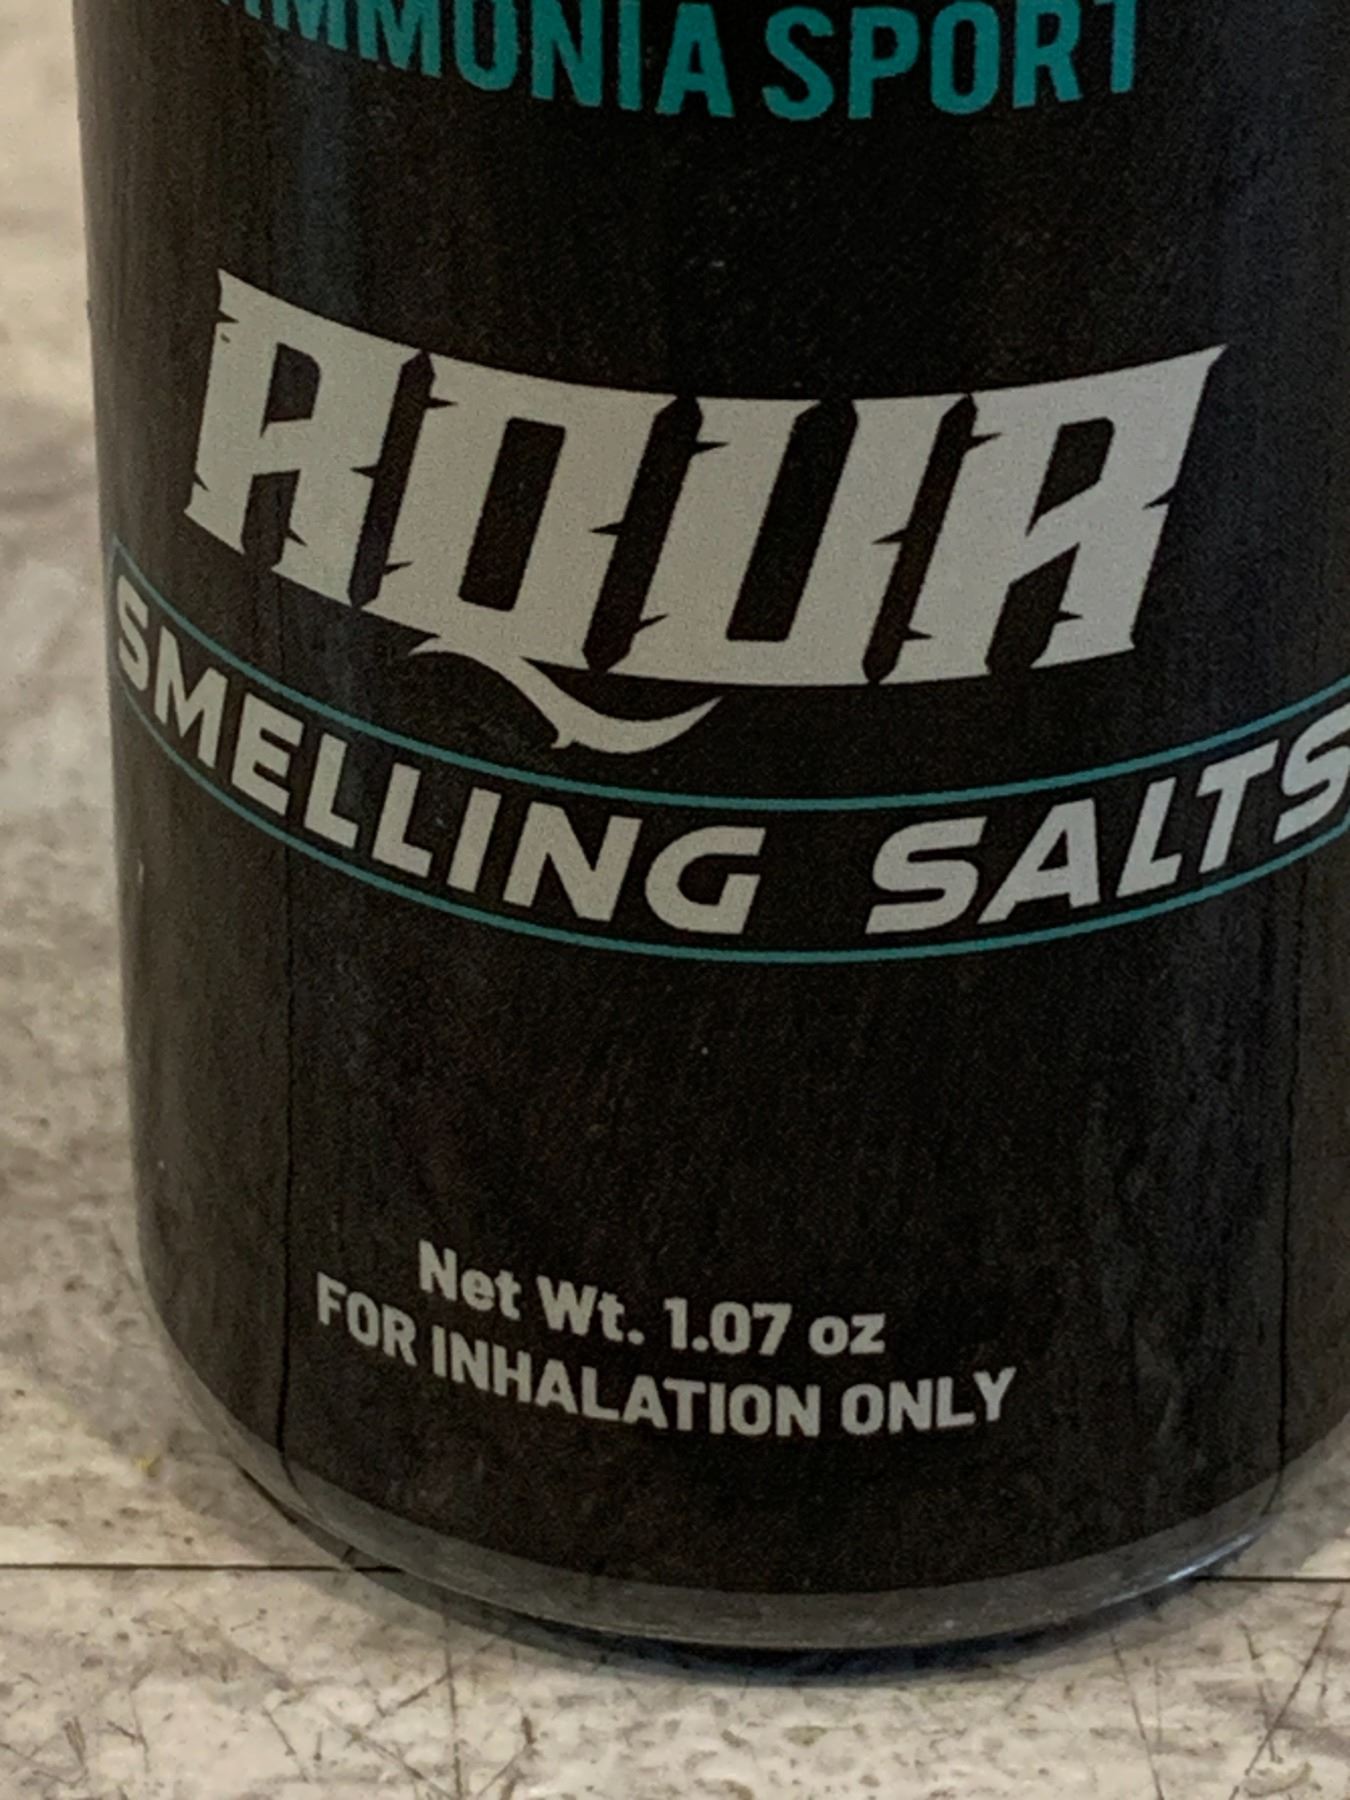 AMMONIA SPORT
AQUA
SMELLING SALTS
Net Wt. 1.07 oz
FOR INHALATION ONLY